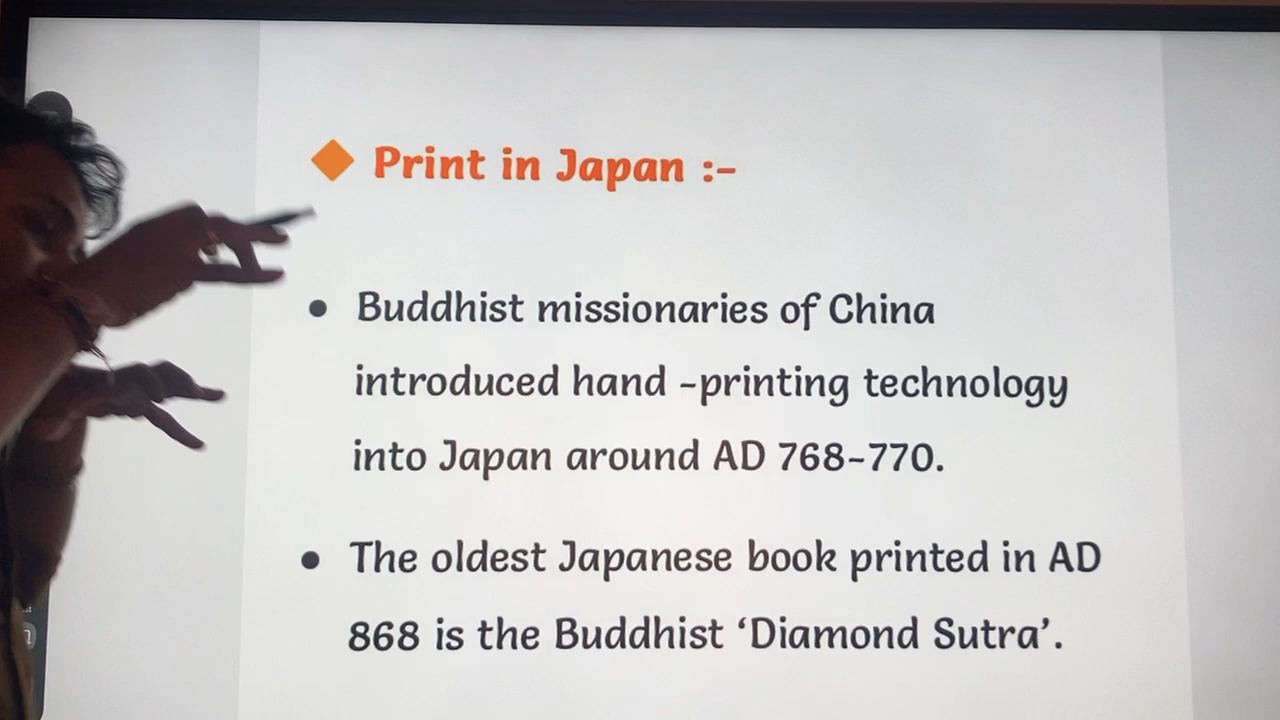 Print in Japan :-
• Buddhist missionaries of China
introduced hand -printing technology
into Japan around AD 768-770.
• The oldest Japanese book printed in AD
868 is the Buddhist ‘Diamond Sutra’.